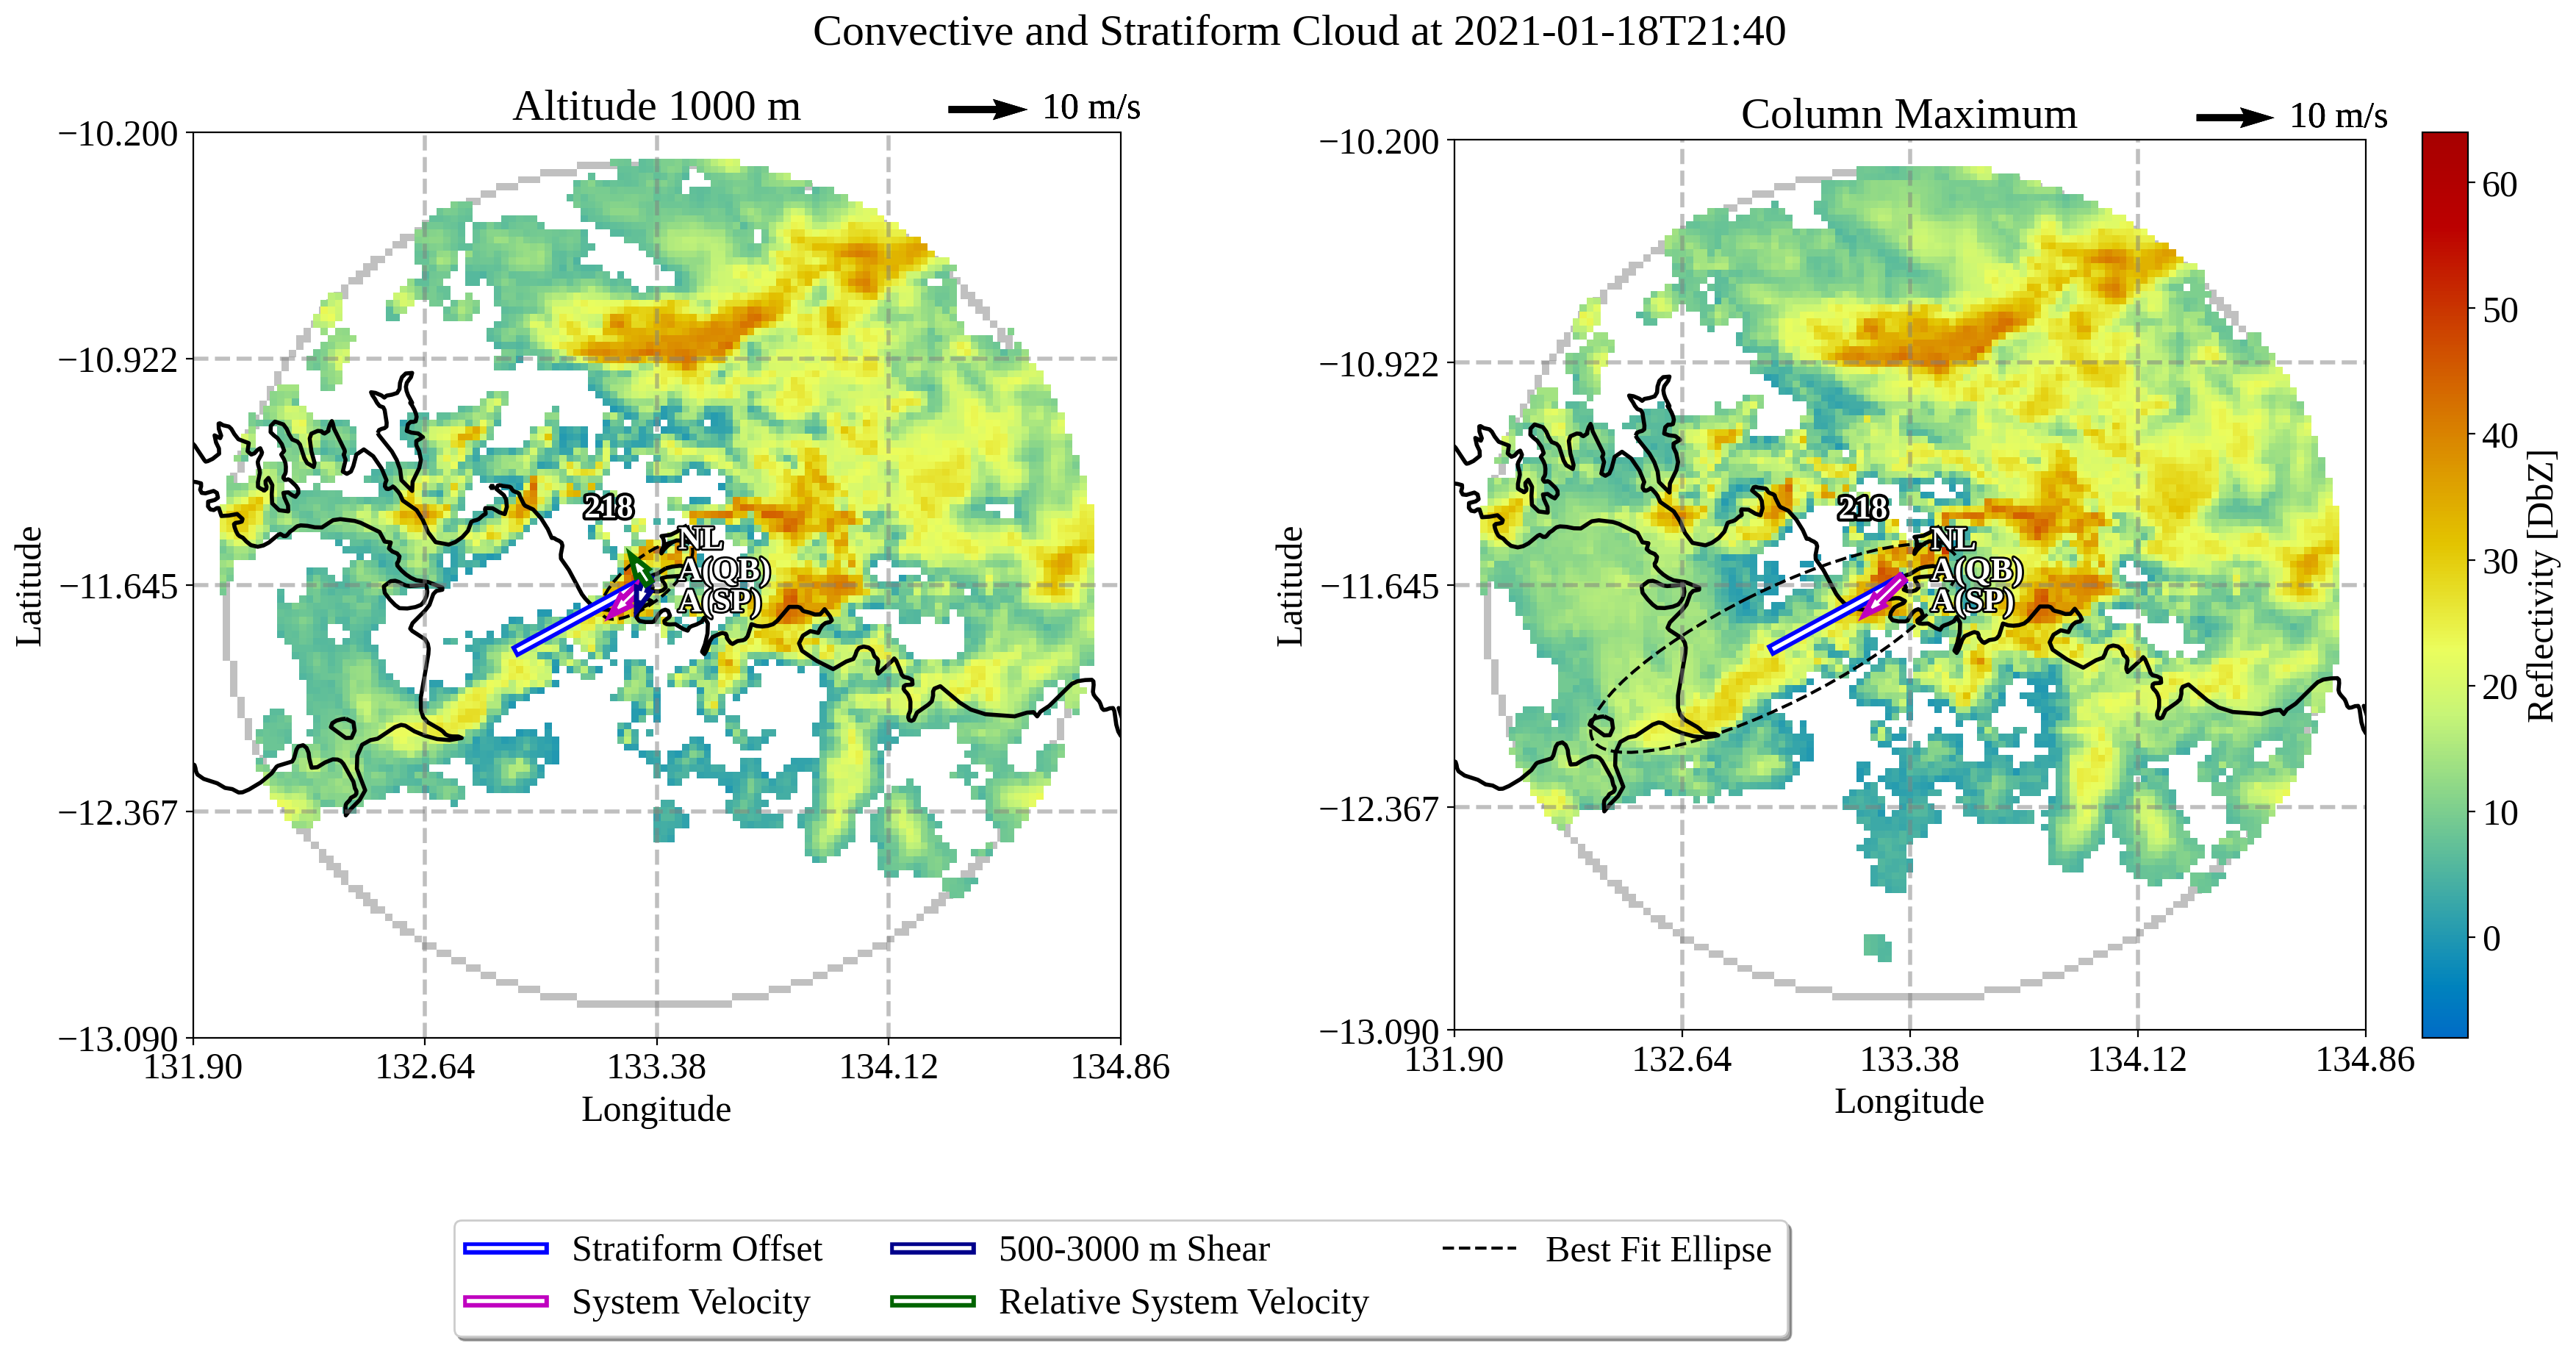 Convective and Stratiform Cloud at 2021-01-18T21:40
Altitude 1000 m
10 m/s
−10.200
−10.922
−11.645
−12.367
−13.090
131.90
132.64
133.38
134.12
134.86
Longitude
Latitude
218
NL
A(QB)
A(SP)
Column Maximum
10 m/s
−10.200
−10.922
−11.645
−12.367
−13.090
131.90
132.64
133.38
134.12
134.86
Longitude
Latitude
218
NL
A(QB)
A(SP)
60
50
40
30
20
10
0
Reflectivity [DbZ]
Stratiform Offset
System Velocity
500-3000 m Shear
Relative System Velocity
Best Fit Ellipse